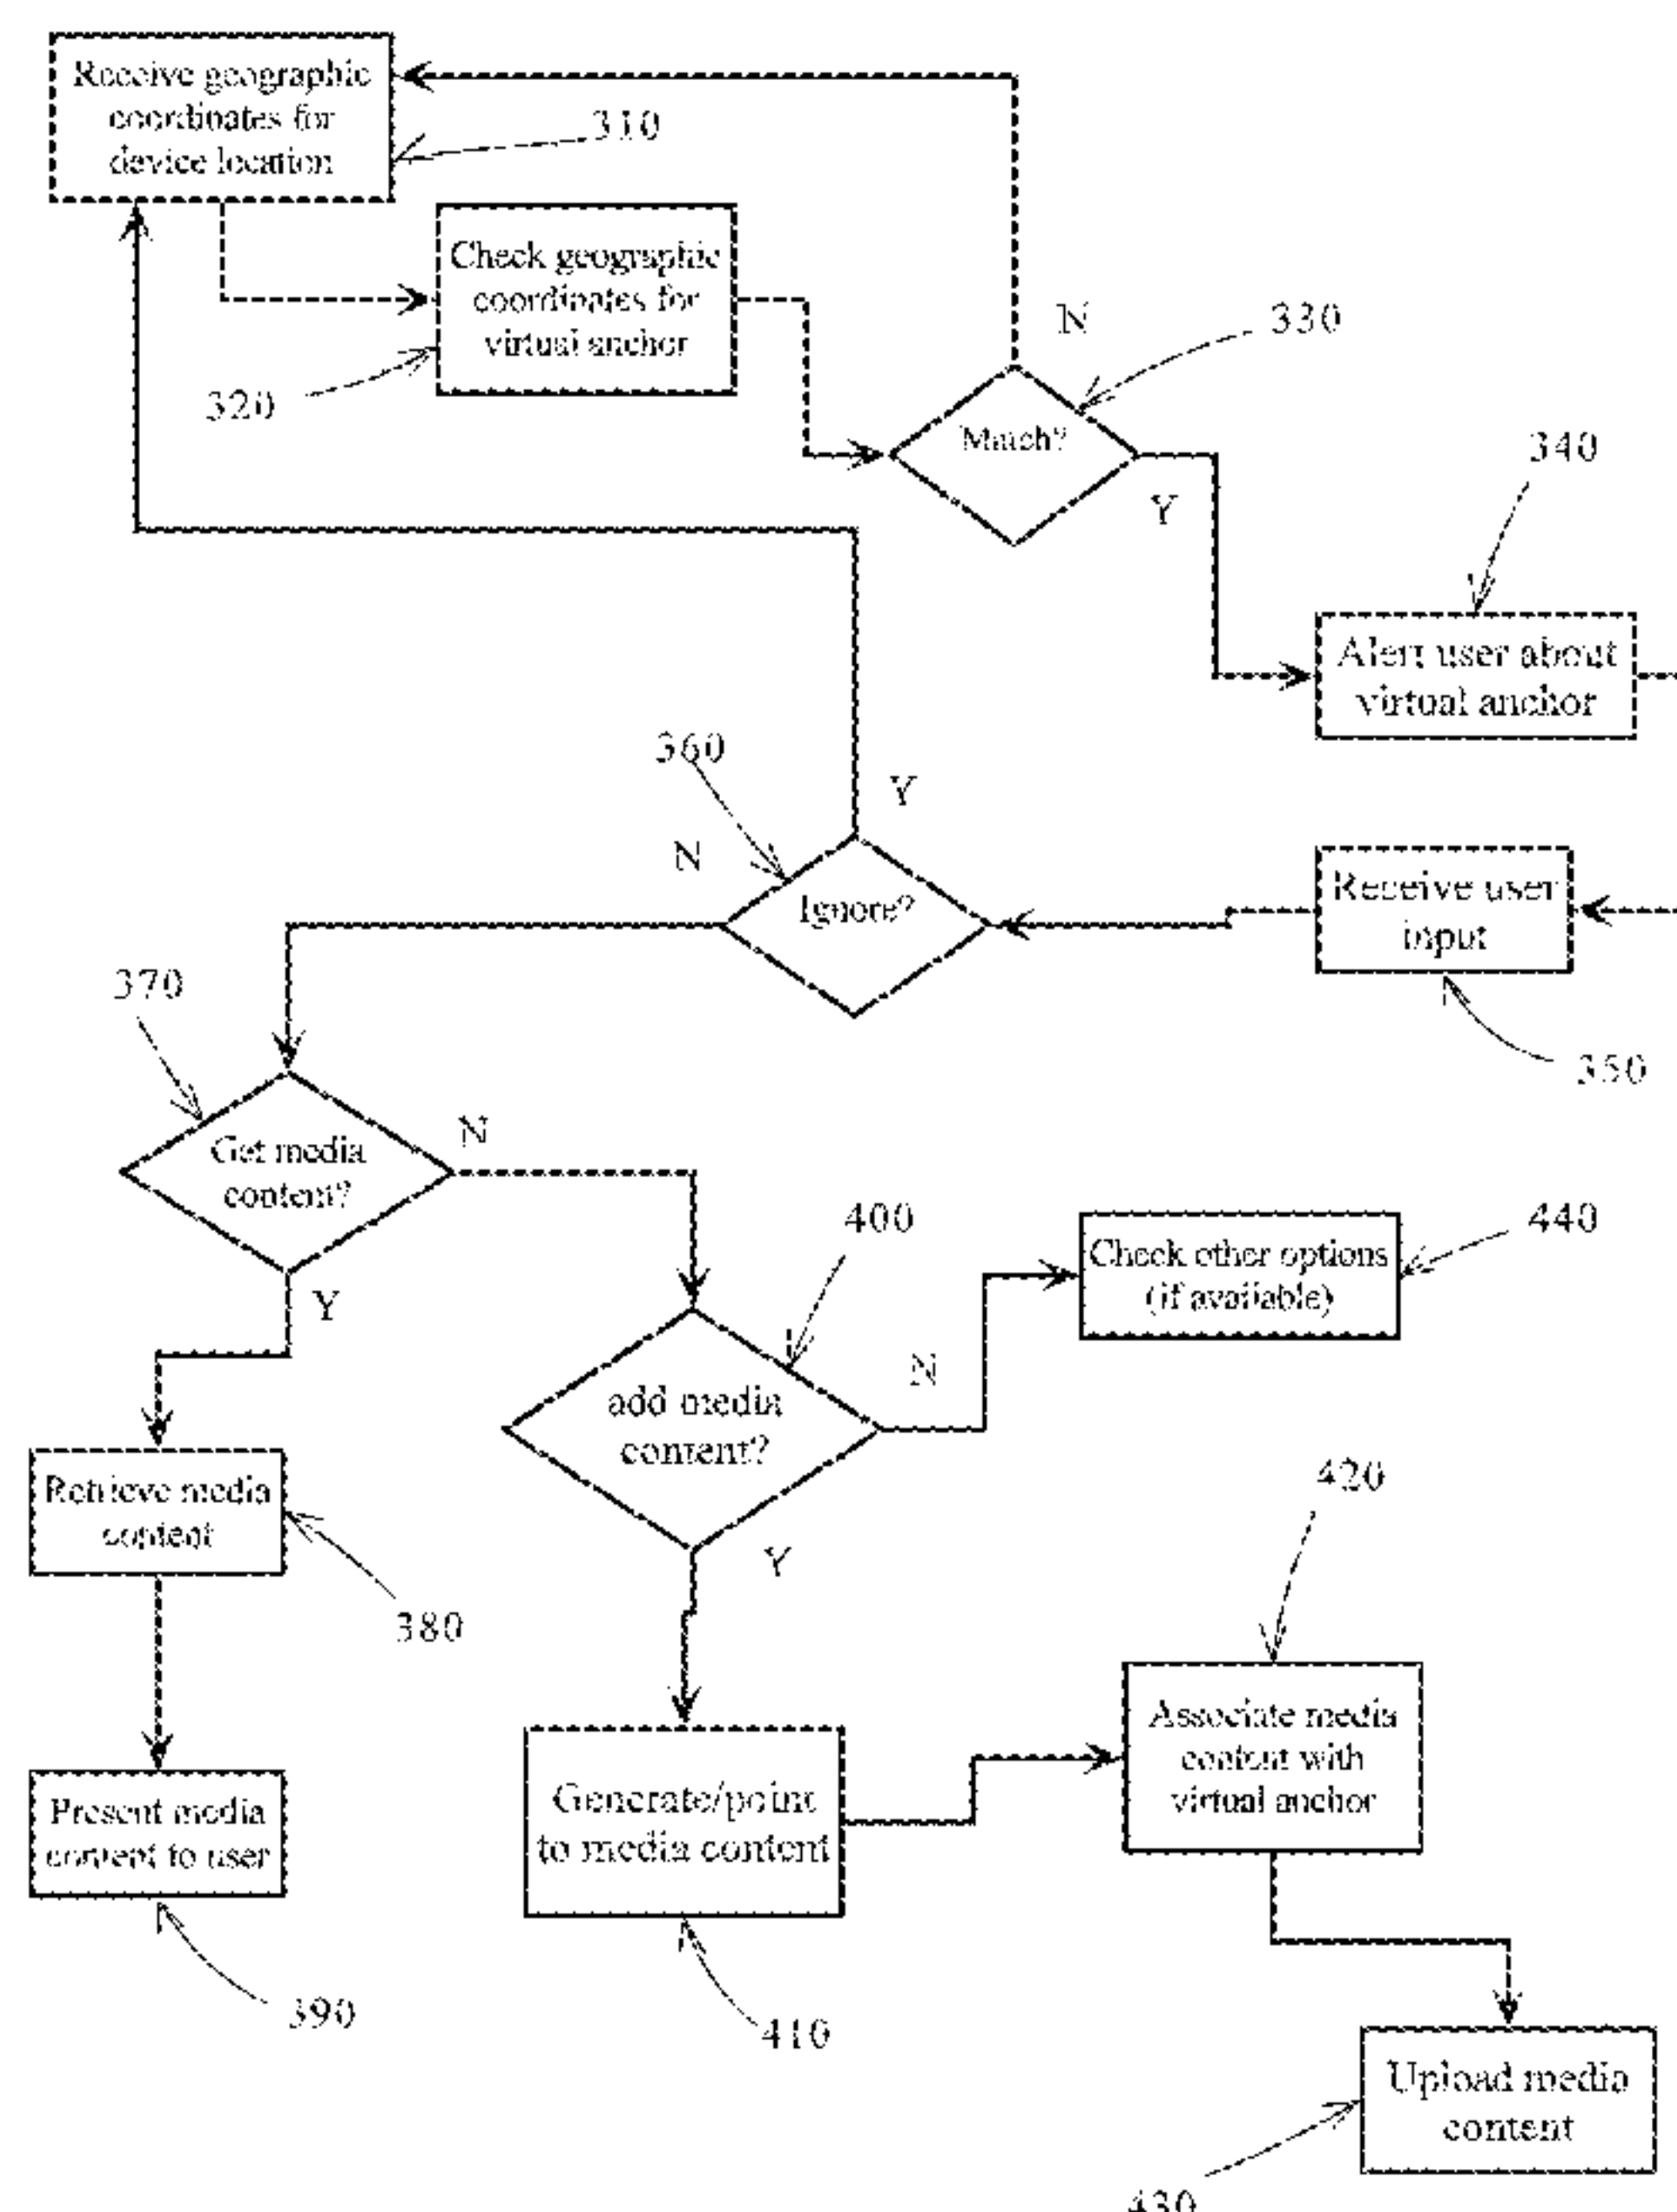 Receive geographic
coordinates for
device location
310
Check geographic
coordinates for
virtual anchor
320
N
330
Match?
Y
340
Alert user about
virtual anchor
360
Y
N
Ignore?
Receive user
input
350
370
Get media
content?
N
Y
400
440
Check other options
(if available)
add media
content?
N
Y
Retrieve media
content
380
420
Associate media
content with
virtual anchor
Generate/point
to media content
410
Present media
content to user
390
Upload media
content
430